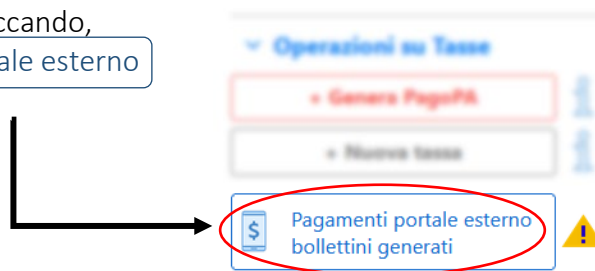 ccando,
ale esterno
Operazioni su Tasse
+ Genera PagoPA
+ Nuova tassa
Pagamenti portale esterno
bollettini generati